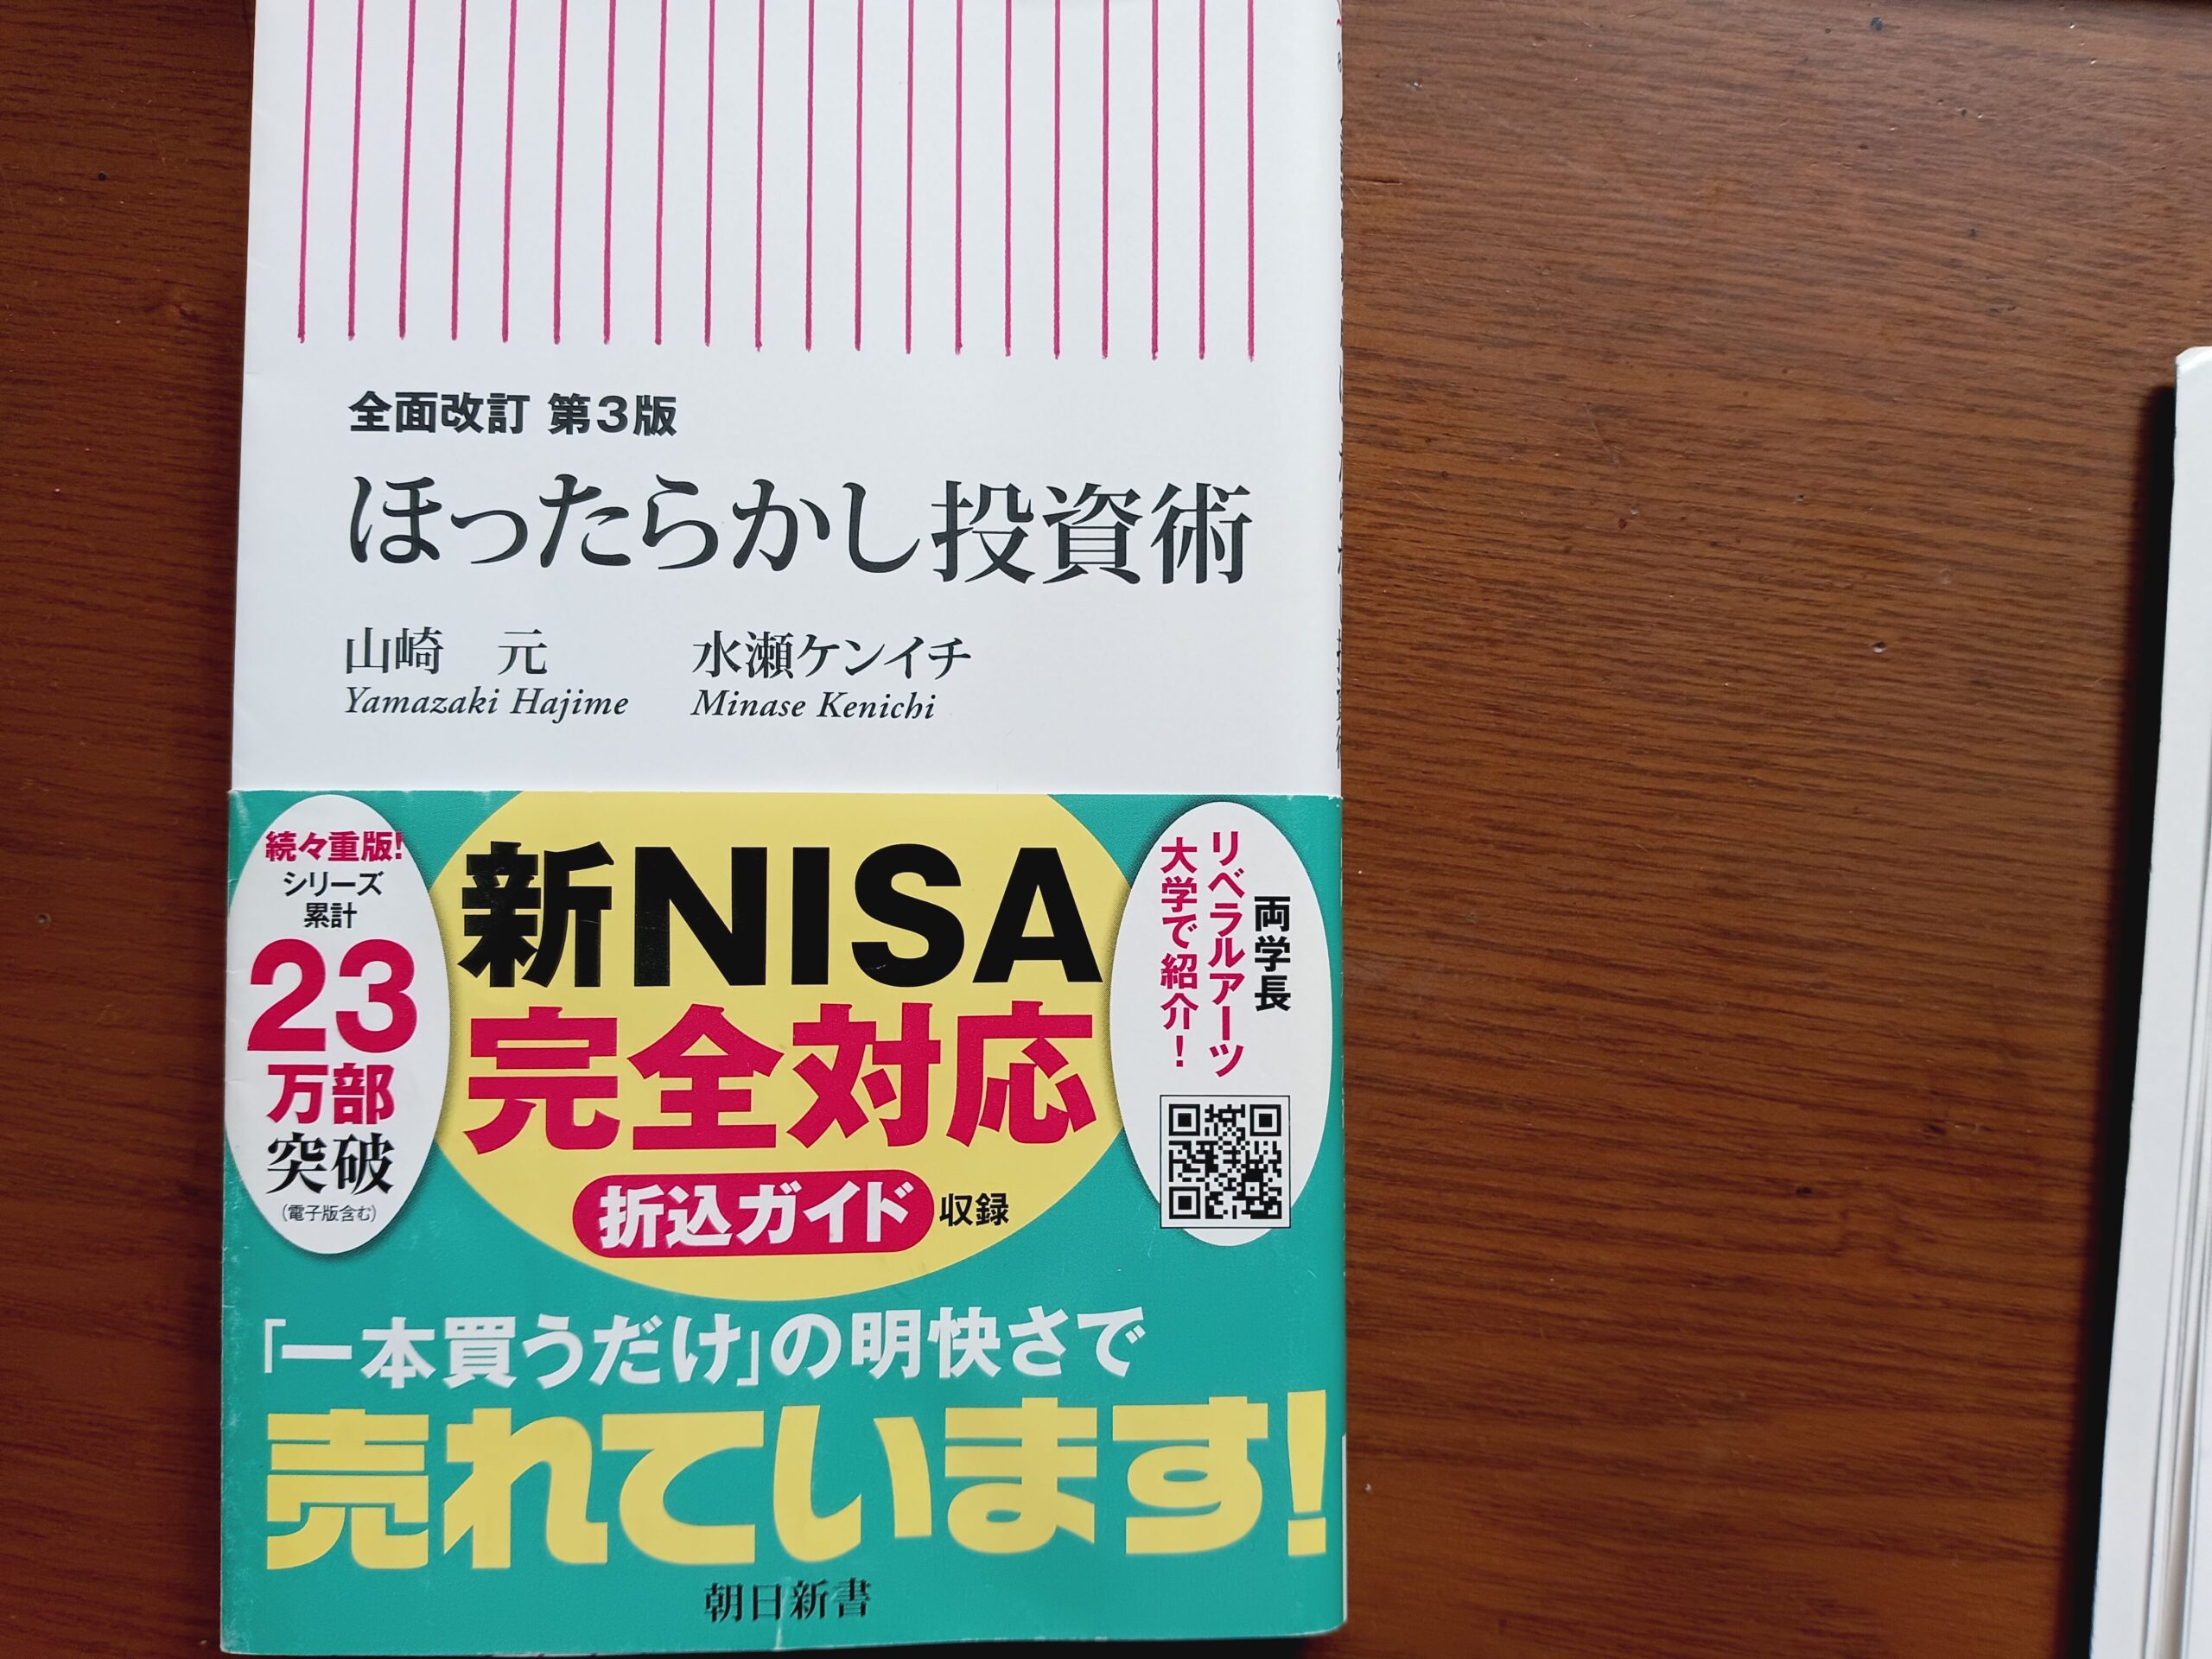 全面改訂 第3版
ほったらかし投資術
山崎 元 水瀬ケンイチ
Yamazaki Hajime Minase Kenichi
続々重版!
シリーズ
累計
23
万部
突破
(電子版含む)
新NISA
完全対応
折込ガイド 収録
両学長
リベラルアーツ
大学で紹介!
「一本買うだけ」の明快さで
売れています!
朝日新書